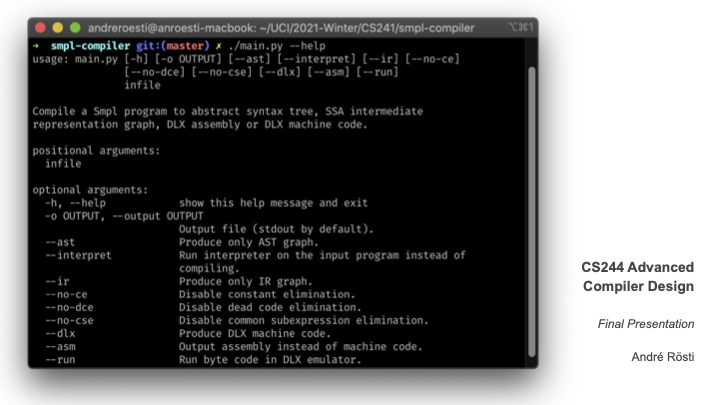 andreroesti@anroesti-macbook: ~/UCI/2021-Winter/CS241/smpl-compiler ⌥⌘1
➜ smpl-compiler git:(master) ✗ ./main.py --help
usage: main.py [-h] [-o OUTPUT] [--ast] [--interpret] [--ir] [--no-ce]
[--no-dce] [--no-cse] [--dlx] [--asm] [--run]
infile
Compile a Smpl program to abstract syntax tree, SSA intermediate
representation graph, DLX assembly or DLX machine code.
positional arguments:
infile
optional arguments:
-h, --help show this help message and exit
-o OUTPUT, --output OUTPUT
Output file (stdout by default).
--ast Produce only AST graph.
--interpret Run interpreter on the input program instead of
compiling.
--ir Produce only IR graph.
--no-ce Disable constant elimination.
--no-dce Disable dead code elimination.
--no-cse Disable common subexpression elimination.
--dlx Produce DLX machine code.
--asm Output assembly instead of machine code.
--run Run byte code in DLX emulator.
CS244 Advanced
Compiler Design
Final Presentation
André Rösti